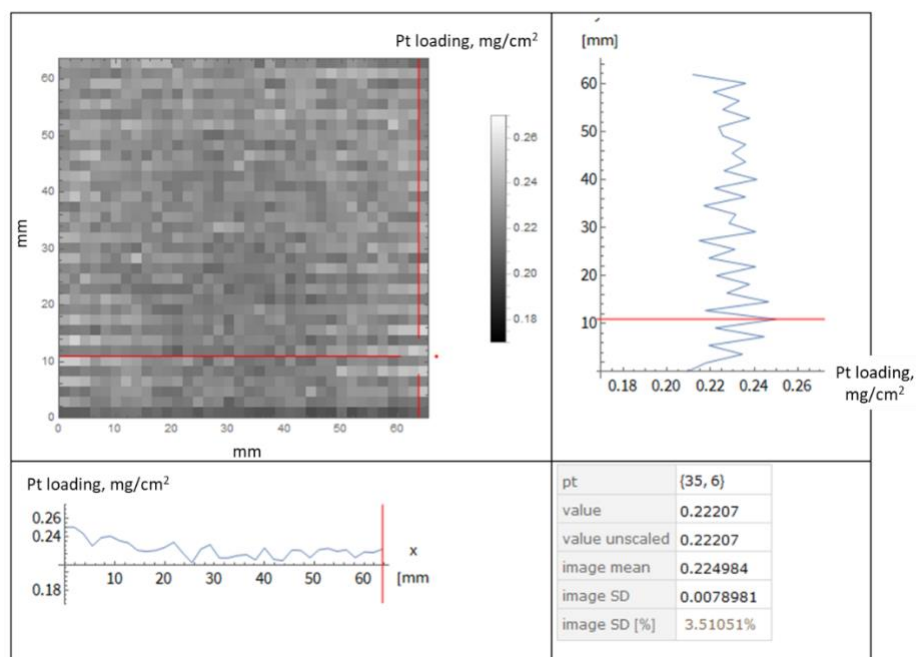 Pt loading, mg/cm²
60
50
40
30
20
10
0
mm
0 10 20 30 40 50 60
mm
0.26
0.24
0.22
0.20
0.18
[mm]
60
50
40
30
20
10
0.18 0.20 0.22 0.24 0.26
Pt loading,
mg/cm²
Pt loading, mg/cm²
0.26
0.24
0.18
10 20 30 40 50 60
x
[mm
pt {35, 6}
value 0.22207
value unscaled 0.22207
image mean 0.224984
image SD 0.0078981
image SD [%] 3.51051%